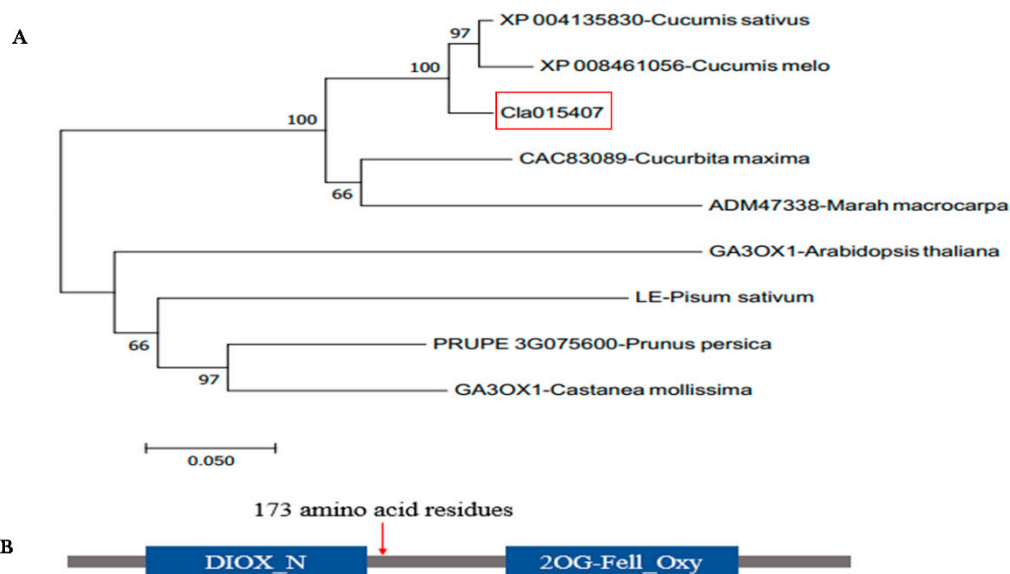 A
XP 004135830-Cucumis sativus
97
XP 008461056-Cucumis melo
100
Cla015407
100
CAC83089-Cucurbita maxima
66
ADM47338-Marah macrocarpa
GA3OX1-Arabidopsis thaliana
LE-Pisum sativum
66
PRUPE 3G075600-Prunus persica
97
GA3OX1-Castanea mollissima
0.050
173 amino acid residues
B
DIOX_N
2OG-Fell_Oxy